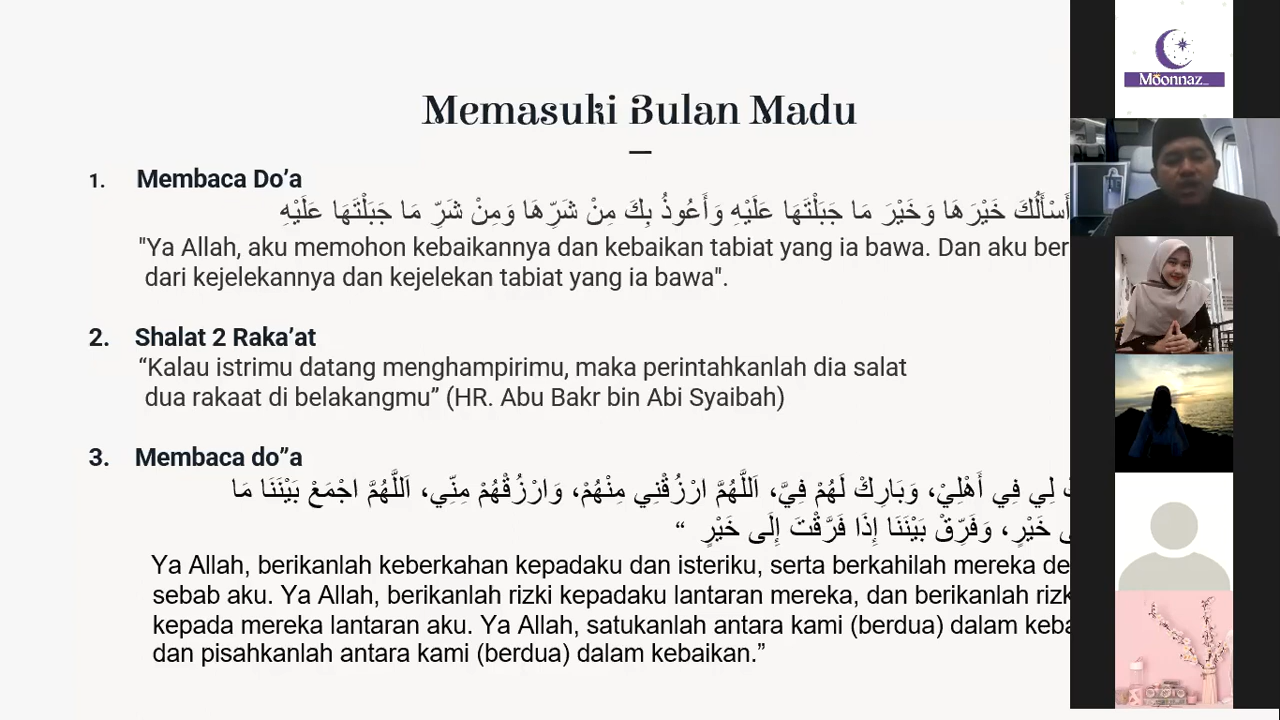 Memasuki Bulan Madu
1. Membaca Do’a
أَسْأَلُكَ خَيْرَهَا وَخَيْرَ مَا جَبَلْتَهَا عَلَيْهِ وَأَعُوذُ بِكَ مِنْ شَرِّهَا وَمِنْ شَرِّ مَا جَبَلْتَهَا عَلَيْهِ
"Ya Allah, aku memohon kebaikannya dan kebaikan tabiat yang ia bawa. Dan aku ber
dari kejelekannya dan kejelekan tabiat yang ia bawa".
2. Shalat 2 Raka’at
“Kalau istrimu datang menghampirimu, maka perintahkanlah dia salat
dua rakaat di belakangmu” (HR. Abu Bakr bin Abi Syaibah)
3. Membaca do”a
لِي فِي أَهْلِيْ، وَبَارِكْ لَهُمْ فِيَّ، اَللَّهُمَّ ارْزُقْنِي مِنْهُمْ، وَارْزُقْهُمْ مِنِّي، اَللَّهُمَّ اجْمَعْ بَيْنَنَا مَا
خَيْرٍ، وَفَرِّقْ بَيْنَنَا إِذَا فَرَّقْتَ إِلَى خَيْرٍ “
Ya Allah, berikanlah keberkahan kepadaku dan isteriku, serta berkahilah mereka de
sebab aku. Ya Allah, berikanlah rizki kepadaku lantaran mereka, dan berikanlah rizk
kepada mereka lantaran aku. Ya Allah, satukanlah antara kami (berdua) dalam keba
dan pisahkanlah antara kami (berdua) dalam kebaikan.”
Moonnaz